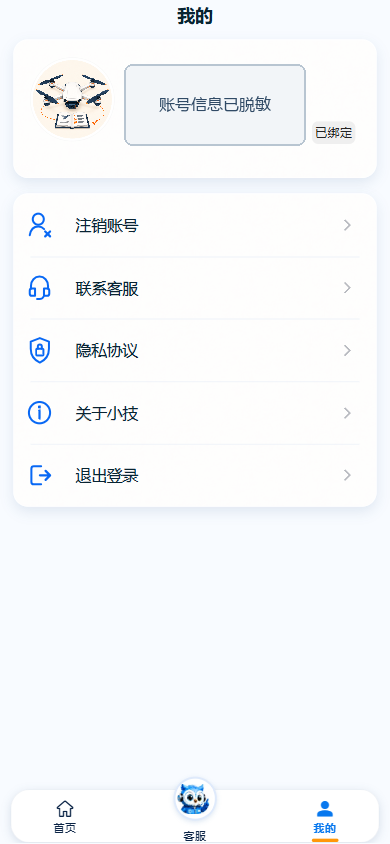 我的
账号信息已脱敏
已绑定
注销账号
联系客服
隐私协议
关于小技
退出登录
首页
客服
我的